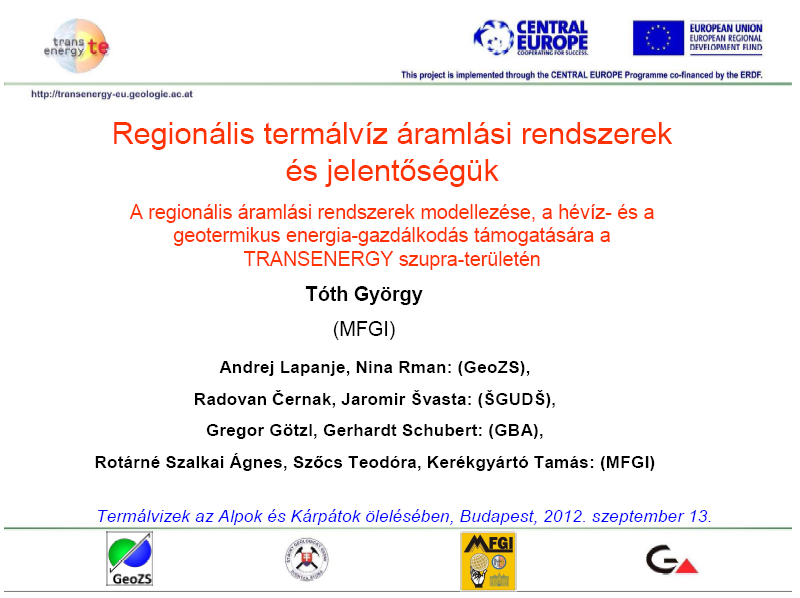 trans
energy te
CENTRAL
EUROPE
COOPERATING FOR SUCCESS.
EUROPEAN UNION
EUROPEAN REGIONAL
DEVELOPMENT FUND
This project is implemented through the CENTRAL EUROPE Programme co-financed by the ERDF.
http://transenergy-eu.geologie.ac.at
Regionális termálvíz áramlási rendszerek
és jelentőségük
A regionális áramlási rendszerek modellezése, a hévíz- és a
geotermikus energia-gazdálkodás támogatására a
TRANSENERGY szupra-területén
Tóth György
(MFGI)
Andrej Lapanje, Nina Rman: (GeoZS),
Radovan Černak, Jaromir Švasta: (ŠGUDŠ),
Gregor Götzl, Gerhardt Schubert: (GBA),
Rotárné Szalkai Ágnes, Szőcs Teodóra, Kerékgyártó Tamás: (MFGI)
Termálvizek az Alpok és Kárpátok ölelésében, Budapest, 2012. szeptember 13.
GeoZS
MFGI